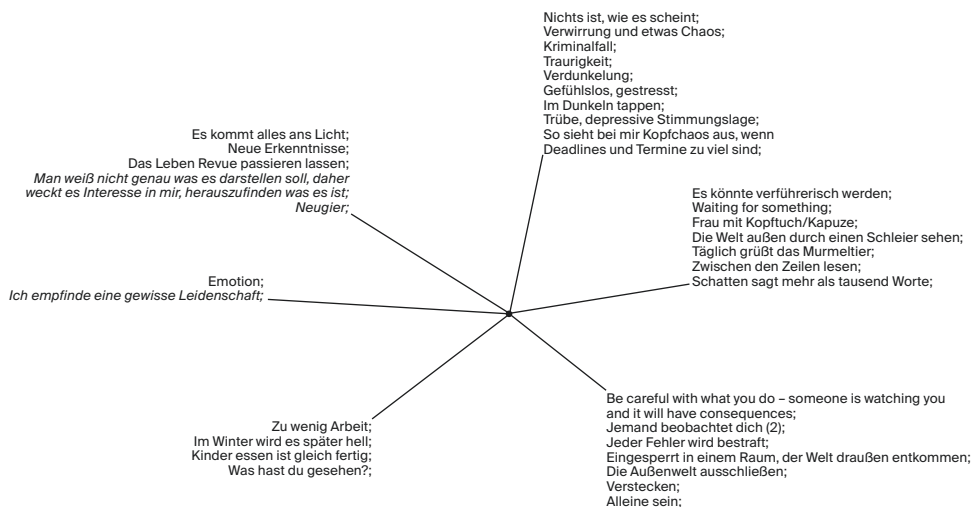 Nichts ist, wie es scheint;
Verwirrung und etwas Chaos;
Kriminalfall;
Traurigkeit;
Verdunkelung;
Gefühlslos, gestresst;
Im Dunkeln tappen;
Trübe, depressive Stimmungslage;
So sieht bei mir Kopfchaos aus, wenn
Deadlines und Termine zu viel sind;
Es kommt alles ans Licht;
Neue Erkenntnisse;
Das Leben Revue passieren lassen;
Man weiß nicht genau was es darstellen soll, daher
weckt es Interesse in mir, herauszufinden was es ist;
Neugier;
Es könnte verführerisch werden;
Waiting for something;
Frau mit Kopftuch/Kapuze;
Die Welt außen durch einen Schleier sehen;
Täglich grüßt das Murmeltier;
Zwischen den Zeilen lesen;
Schatten sagt mehr als tausend Worte;
Emotion;
Ich empfinde eine gewisse Leidenschaft;
Zu wenig Arbeit;
Im Winter wird es später hell;
Kinder essen ist gleich fertig;
Was hast du gesehen?;
Be careful with what you do – someone is watching you
and it will have consequences;
Jemand beobachtet dich (2);
Jeder Fehler wird bestraft;
Eingesperrt in einem Raum, der Welt draußen entkommen;
Die Außenwelt ausschließen;
Verstecken;
Alleine sein;